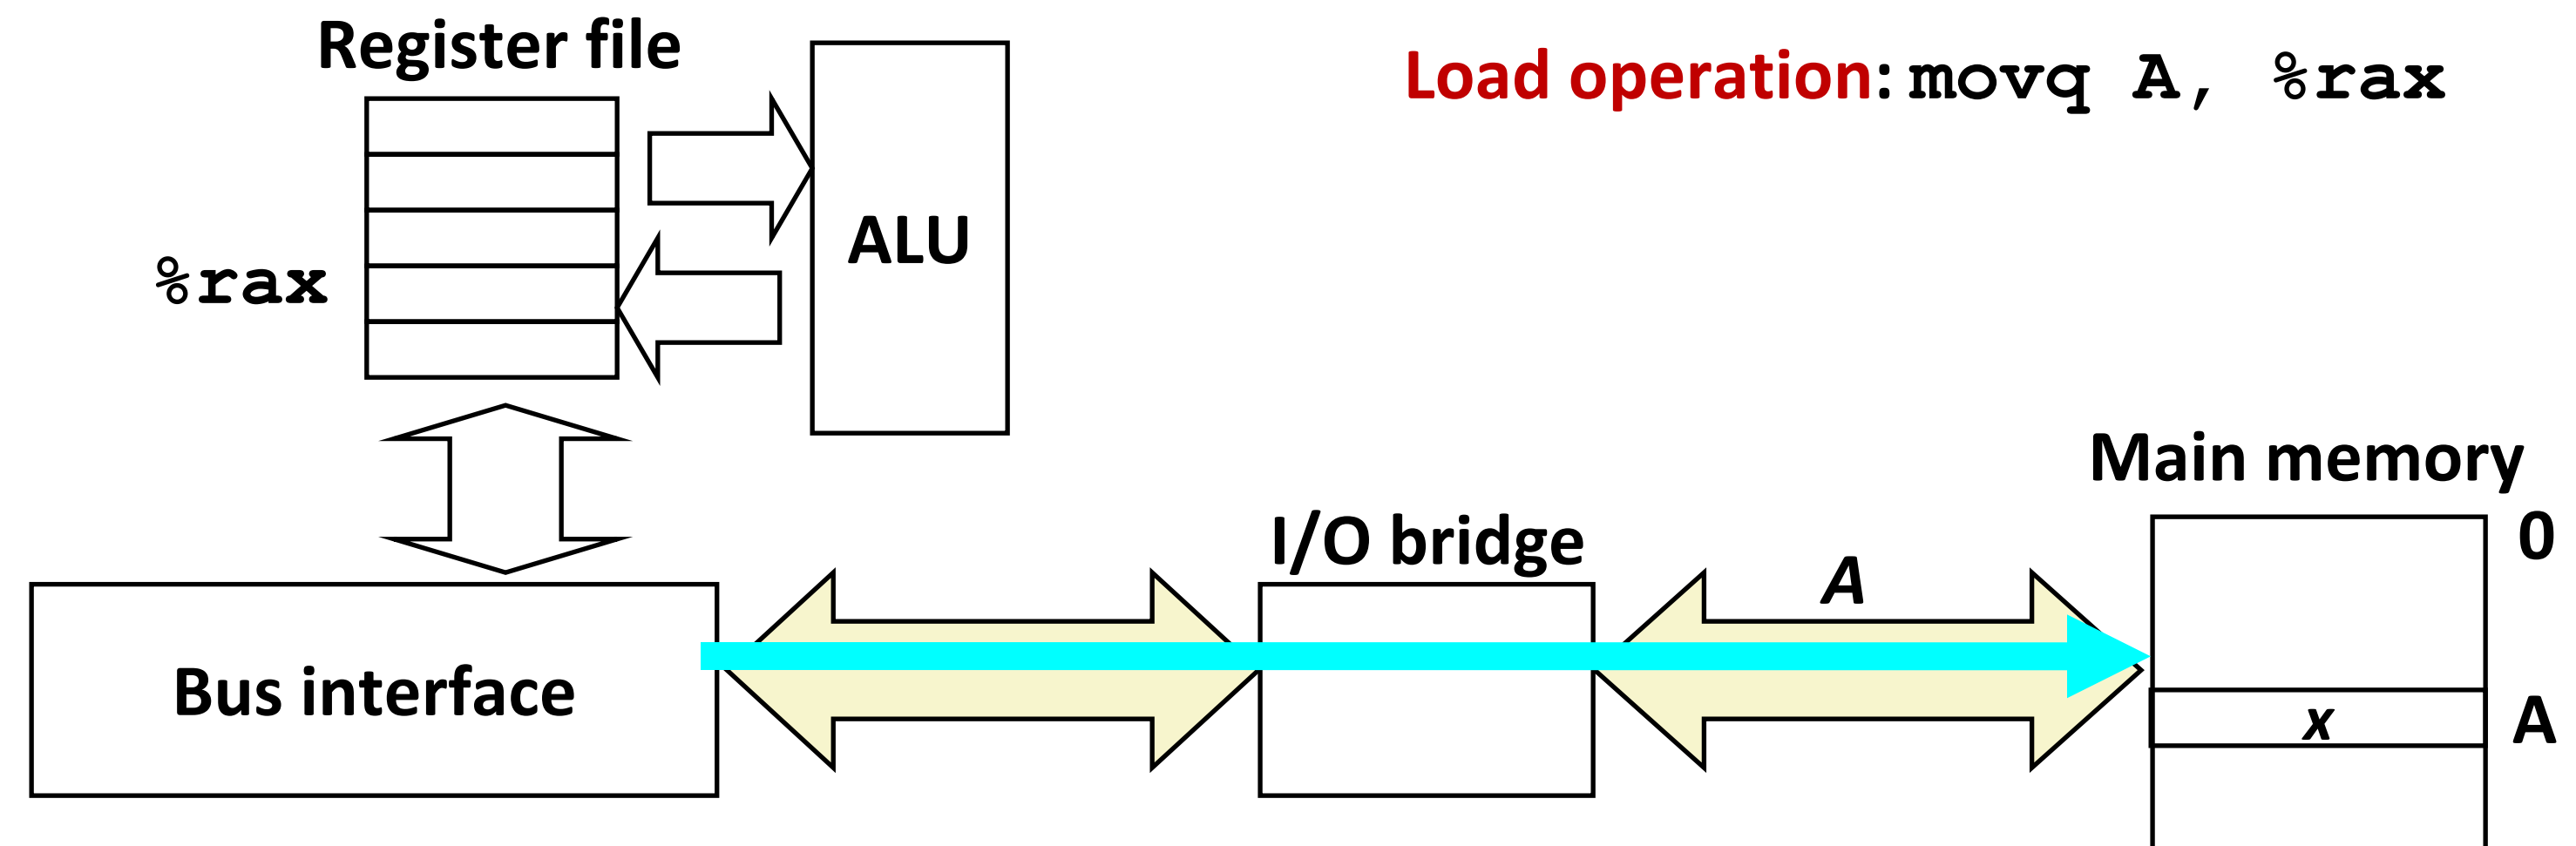 Register file
Load operation: movq A, %rax
ALU
%rax
Main memory
I/O bridge
0
A
Bus interface
x
A